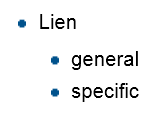 • Lien
• general
• specific